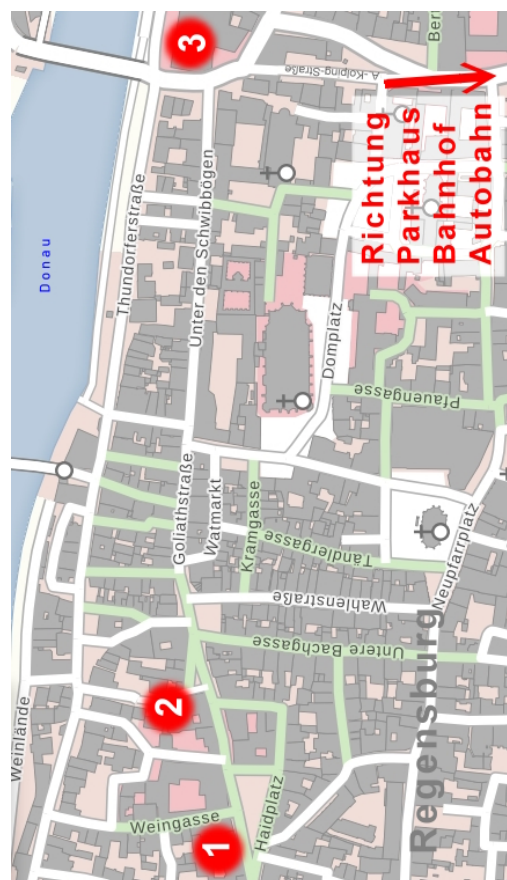 Weinlände
Donau
Thundorferstraße
2
3
Weingasse
Goliathstraße
Unter den Schwibbögen
1
Watmarkt
Kramgasse
Haidplatz
Wahlenstraße
Tändlergasse
Domplatz
A.-Kolping-Straße
Untere Bachgasse
Pfauengasse
Richtung
Parkhaus
Bahnhof
Autobahn
Regensburg
Neupfarrplatz